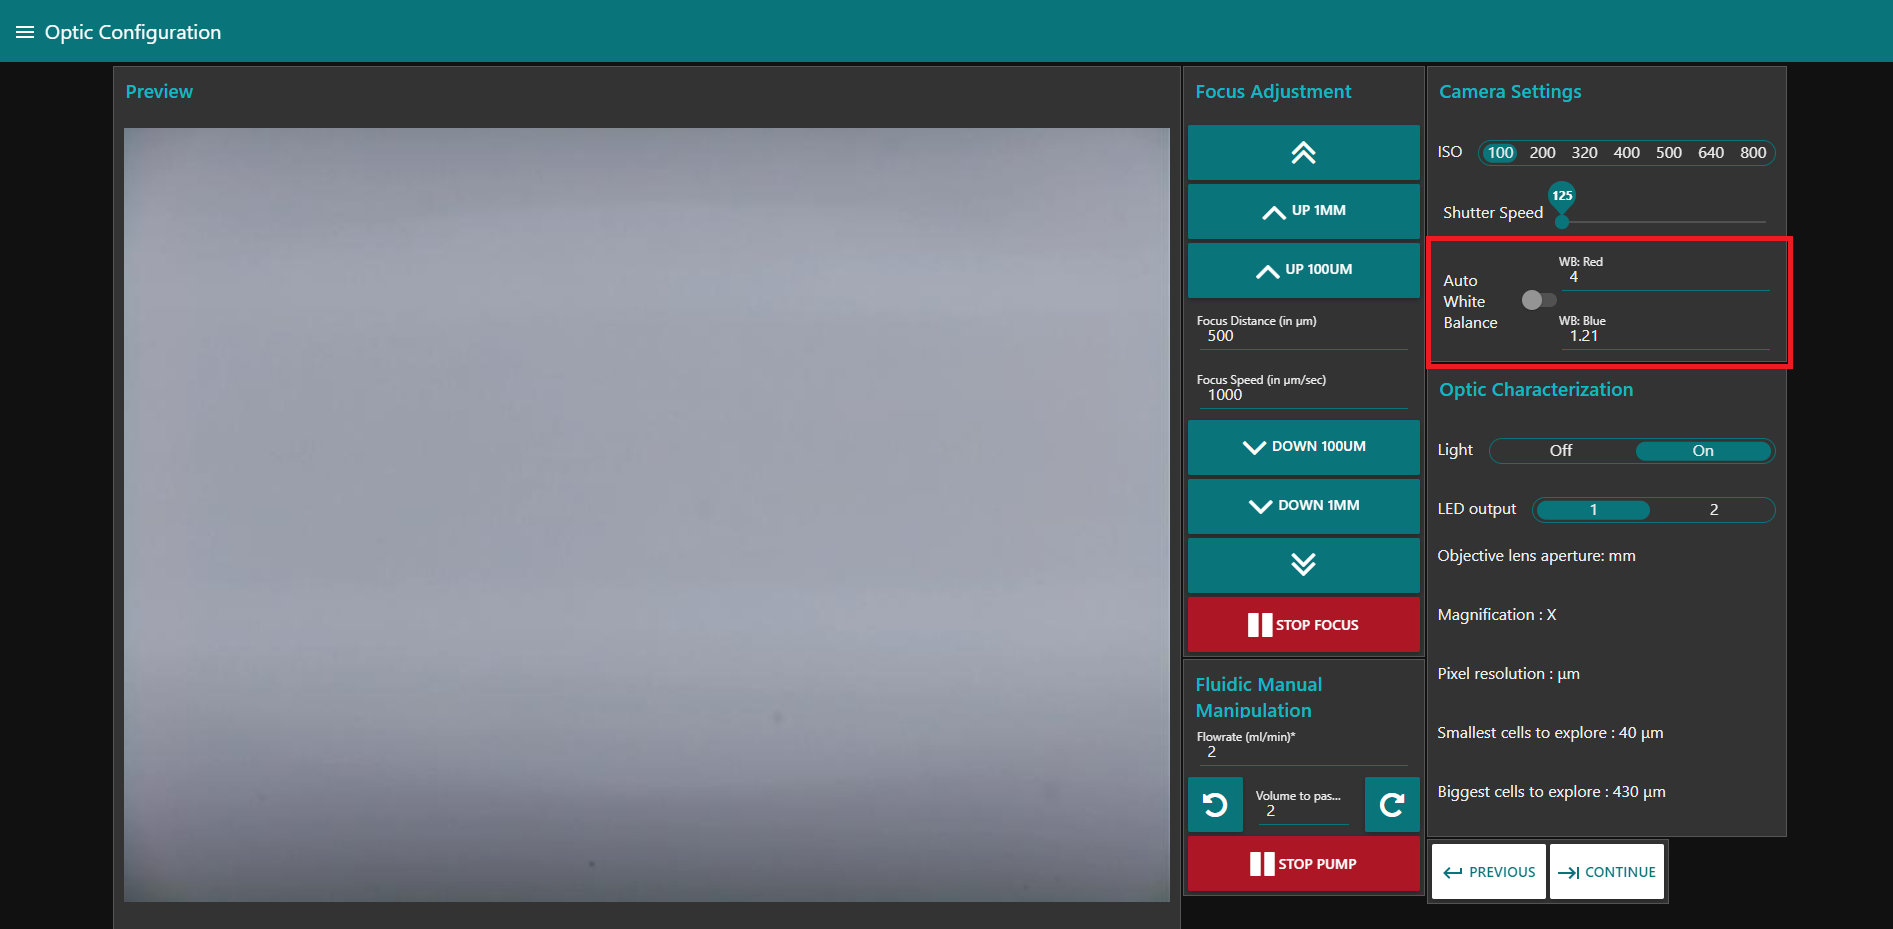 Optic Configuration
Preview
Focus Adjustment
UP 1MM
UP 100UM
Focus Distance (in µm)
500
Focus Speed (in µm/sec)
1000
DOWN 100UM
DOWN 1MM
STOP FOCUS
Fluidic Manual
Manipulation
Flowrate (ml/min)*
2
Volume to pas...
2
STOP PUMP
Camera Settings
ISO 100 200 320 400 500 640 800
125
Shutter Speed
Auto
White
Balance
WB: Red
4
WB: Blue
1.21
Optic Characterization
Light Off On
LED output 1 2
Objective lens aperture: mm
Magnification : X
Pixel resolution : µm
Smallest cells to explore : 40 µm
Biggest cells to explore : 430 µm
PREVIOUS CONTINUE